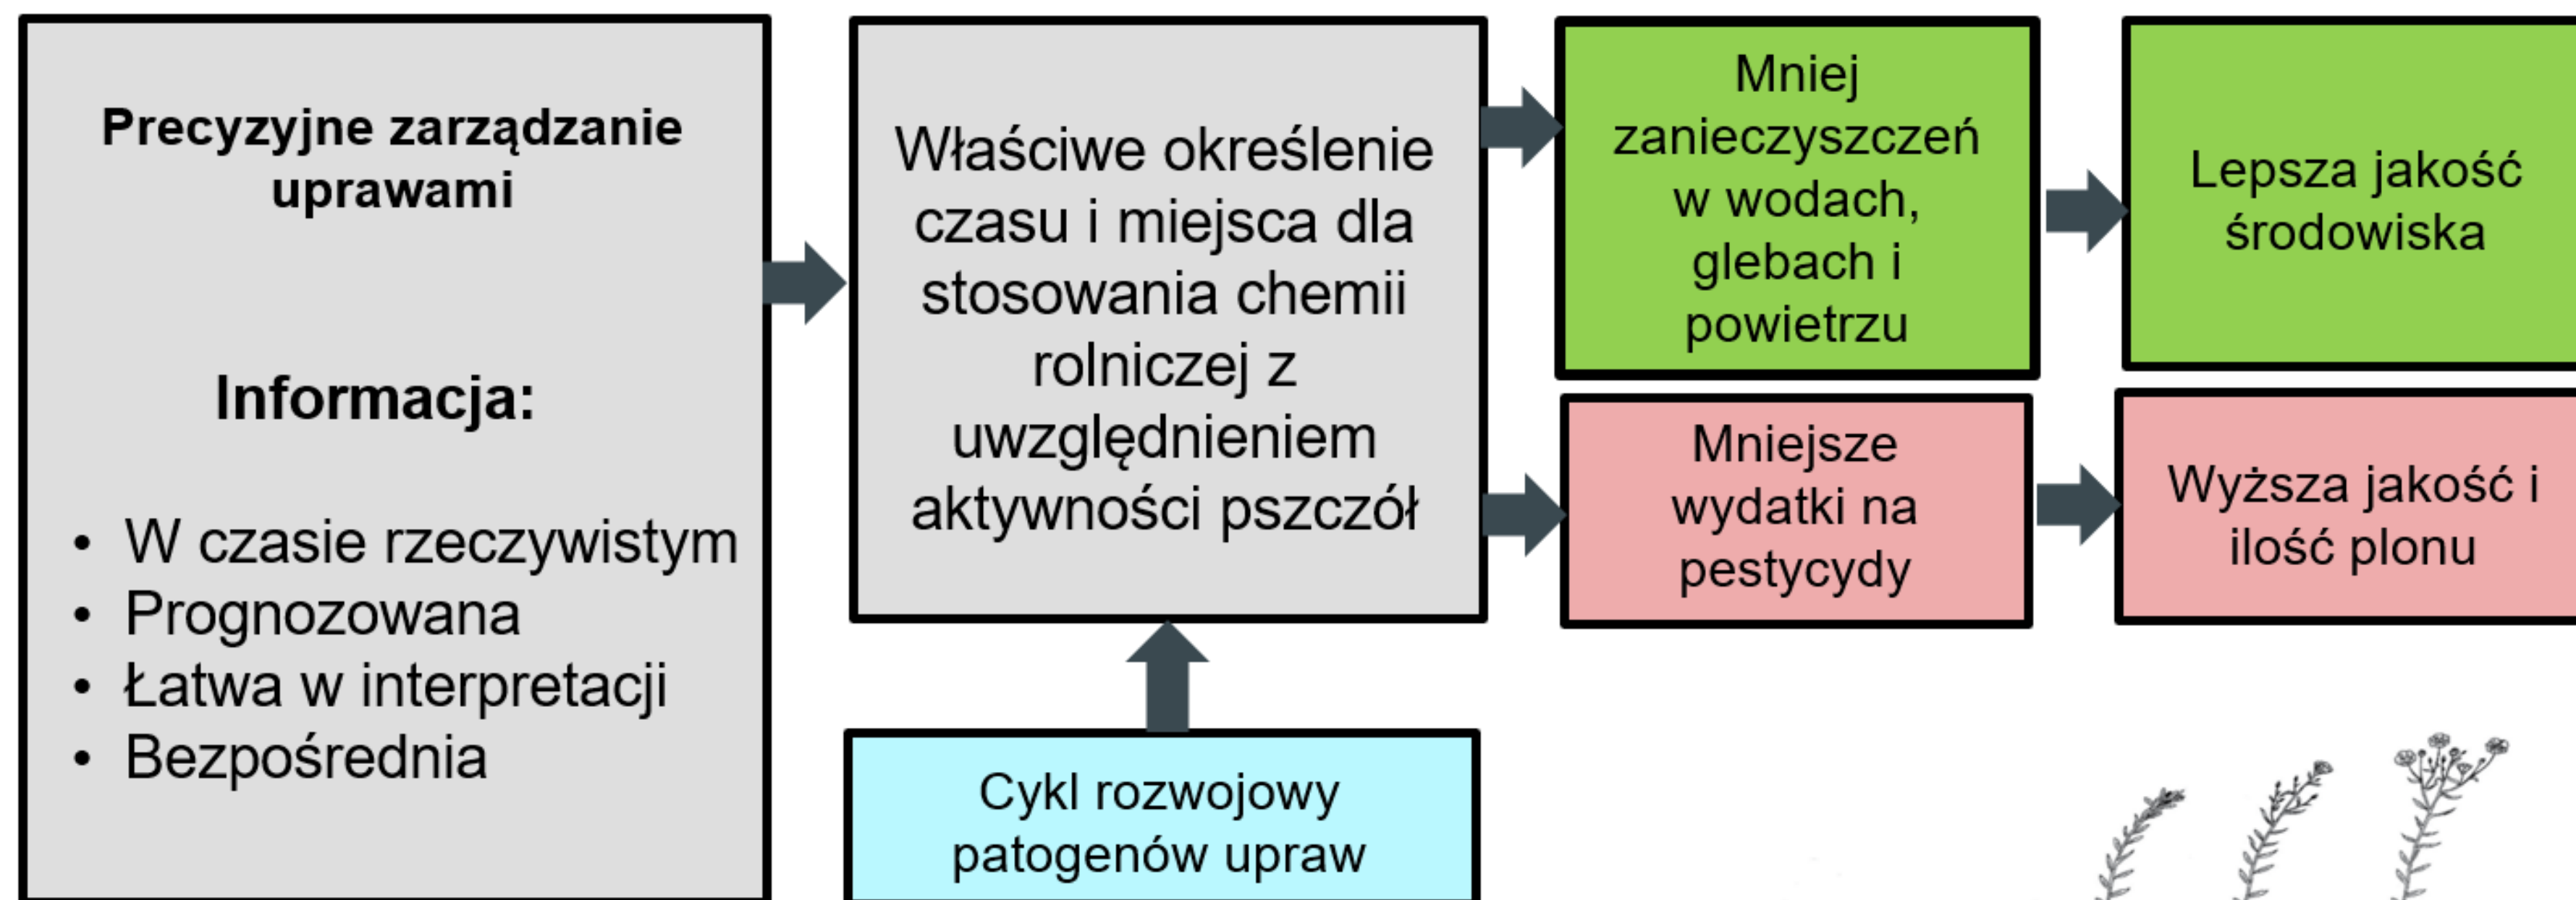 Precyzyjne zarządzanie
uprawami
Informacja:
• W czasie rzeczywistym
• Prognozowana
• Łatwa w interpretacji
• Bezpośrednia
Właściwe określenie
czasu i miejsca dla
stosowania chemii
rolniczej z
uwzględnieniem
aktywności pszczół
Cykl rozwojowy
patogenów upraw
Mniej
zanieczyszczeń
w wodach,
glebach i
powietrzu
Lepsza jakość
środowiska
Mniejsze
wydatki na
pestycydy
Wyższa jakość i
ilość plonu